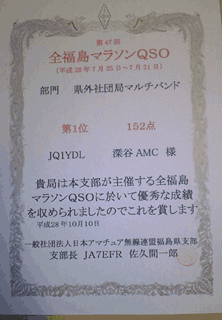 第47回
全福島マラソンQSO
(平成28年7月25日~7月31日)
部門 県外社団局マルチバンド
第1位 152点
JQ1YDL 深谷AMC 様
貴局は本支部が主催する全福島
マラソンQSOに於いて優秀な成績
を収められましたのでこれを賞します
平成28年10月10日
一般社団法人日本アマチュア無線連盟福島県支部
支部長 JA7EFR 佐久間一郎